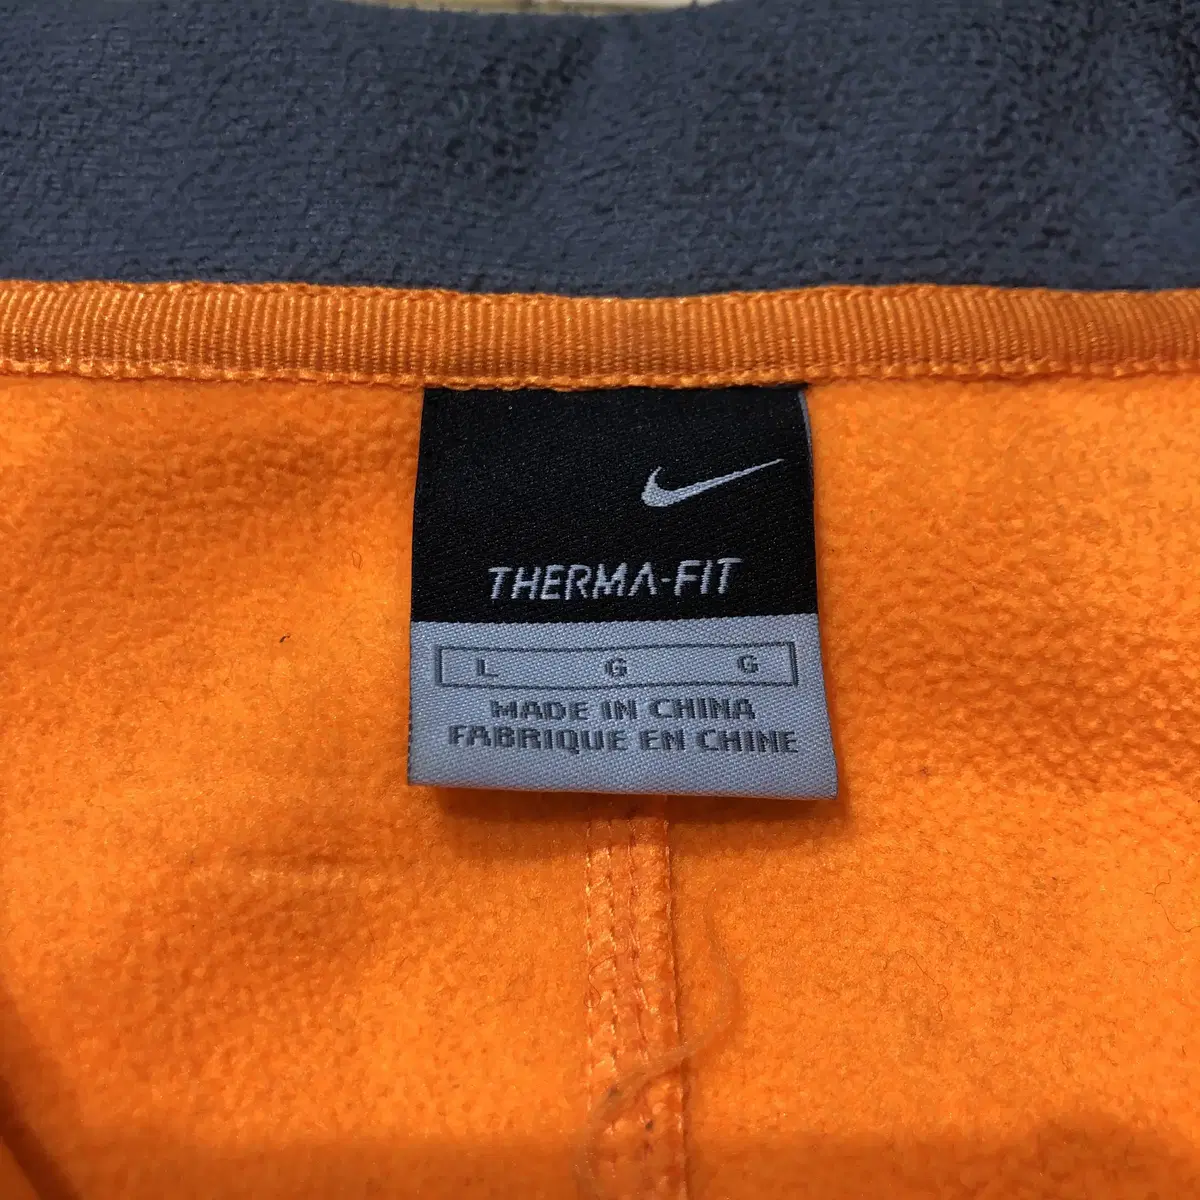 THERMA-FIT
L G G
MADE IN CHINA
FABRIQUE EN CHINE